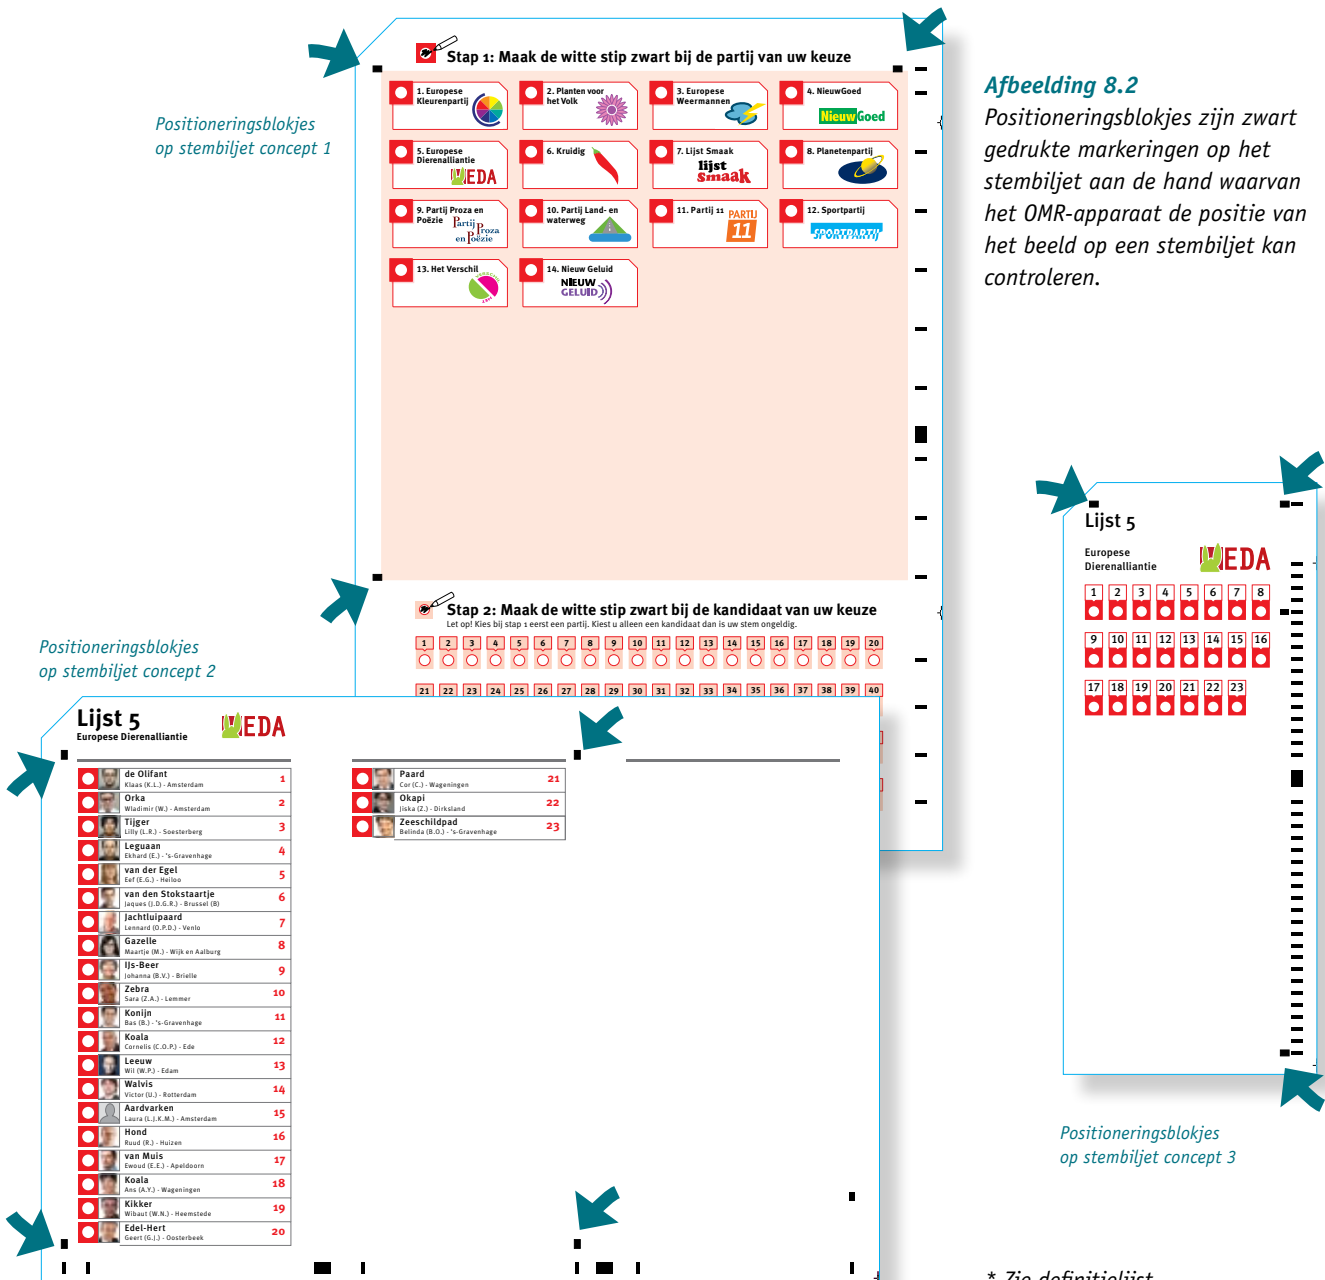 Stap 1: Maak de witte stip zwart bij de partij van uw keuze
1. Europese
Kleurenpartij
2. Planten voor
het Volk
3. Europese
Weermannen
4. NieuwGoed
NieuwGoed
5. Europese
Dierenalliantie
EDA
6. Kruidig
7. Lijst Smaak
lijst
smaak
8. Planetenpartij
9. Partij Proza en
Poëzie
Partij Proza
en Poëzie
10. Partij Land- en
waterweg
11. Partij 11
PARTIJ
11
12. Sportpartij
SPORTPARTIJ
13. Het Verschil
14. Nieuw Geluid
NIEUW
GELUID
Positioneringsblokjes
op stembiljet concept 1
Afbeelding 8.2
Positioneringsblokjes zijn zwart
gedrukte markeringen op het
stembiljet aan de hand waarvan
het OMR-apparaat de positie van
het beeld op een stembiljet kan
controleren.
Stap 2: Maak de witte stip zwart bij de kandidaat van uw keuze
Let op! Kies bij stap 1 eerst een partij. Kiest u alleen een kandidaat dan is uw stem ongeldig.
1 2 3 4 5 6 7 8 9 10 11 12 13 14 15 16 17 18 19 20
21 22 23 24 25 26 27 28 29 30 31 32 33 34 35 36 37 38 39 40
Positioneringsblokjes
op stembiljet concept 2
Lijst 5
Europese Dierenalliantie
EDA
de Olifant
Klaas (K.L.) - Amsterdam
1
Orka
Wladimir (W.) - Amsterdam
2
Tijger
Lilly (L.R.) - Soesterberg
3
Leguaan
Ekhard (E.) - 's-Gravenhage
4
van der Egel
Eef (E.G.) - Heiloo
5
van den Stokstaartje
Jaques (J.D.G.R.) - Brussel (B)
6
Jachtluipaard
Lennard (O.P.D.) - Venlo
7
Gazelle
Maartje (M.) - Wijk en Aalburg
8
IJs-Beer
Johanna (B.V.) - Brielle
9
Zebra
Sara (Z.A.) - Lemmer
10
Konijn
Bas (B.) - 's-Gravenhage
11
Koala
Cornelis (C.O.P.) - Ede
12
Leeuw
Wil (W.P.) - Edam
13
Walvis
Victor (U.) - Rotterdam
14
Aardvarken
Laura (L.J.K.M.) - Amsterdam
15
Hond
Ruud (R.) - Huizen
16
van Muis
Ewoud (E.E.) - Apeldoorn
17
Koala
Ans (A.Y.) - Wageningen
18
Kikker
Wibaut (W.N.) - Heemstede
19
Edel-Hert
Geert (G.J.) - Oosterbeek
20
Paard
Cor (C.) - Wageningen
21
Okapi
Jiska (Z.) - Dirksland
22
Zeeschildpad
Belinda (B.O.) - 's-Gravenhage
23
Lijst 5
Europese
Dierenalliantie
EDA
1 2 3 4 5 6 7 8
9 10 11 12 13 14 15 16
17 18 19 20 21 22 23
Positioneringsblokjes
op stembiljet concept 3
* Zie definitielijst